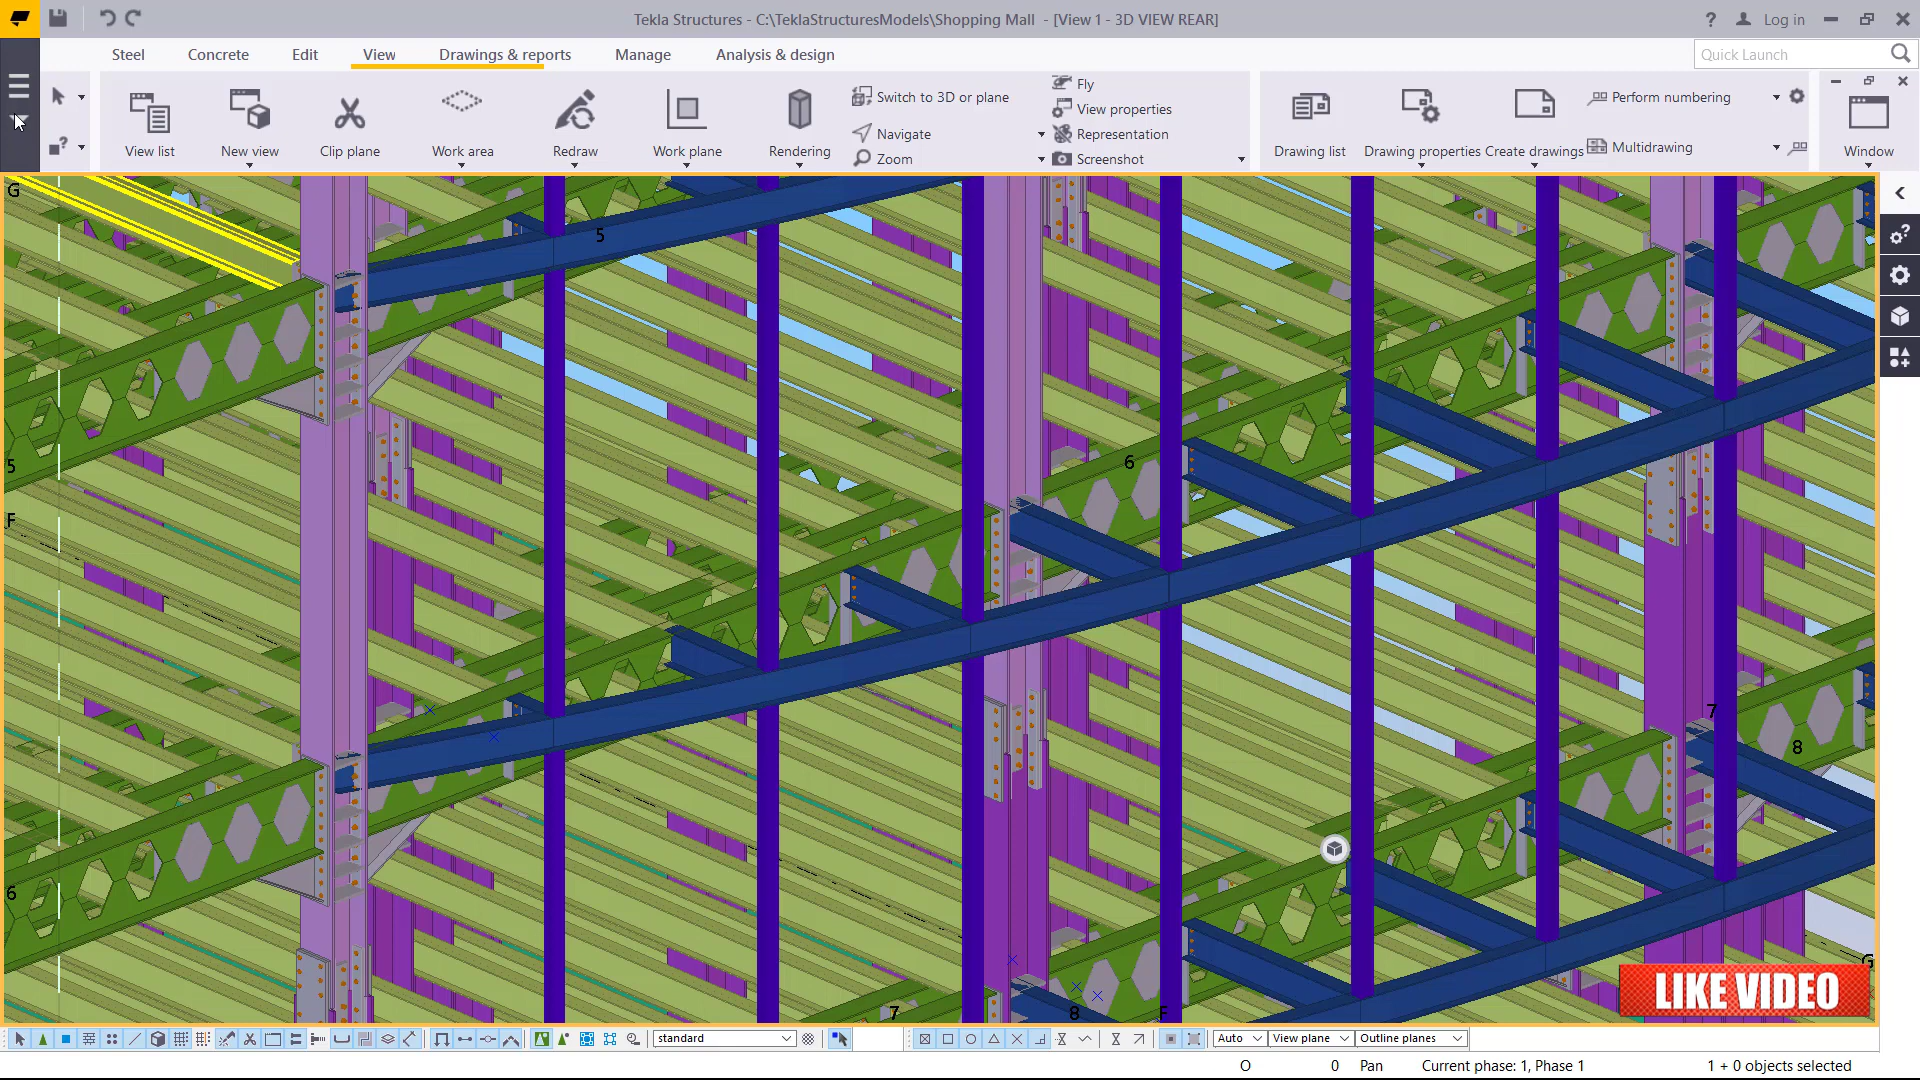 Tekla Structures - C:\TeklaStructuresModels\Shopping Mall - [View 1 - 3D VIEW REAR]
? Log in
Steel Concrete Edit View Drawings & reports Manage Analysis & design
Quick Launch
View list
New view
Clip plane
Work area
Redraw
Work plane
Rendering
Switch to 3D or plane
Navigate
Zoom
Fly
View properties
Representation
Screenshot
Drawing list
Drawing properties
Create drawings
Perform numbering
Multidrawing
Window
G
5
5
F
6
7
8
6
G
7
8
F
LIKE VIDEO
standard
Auto
View plane
Outline planes
O 0 Pan Current phase: 1, Phase 1 1 + 0 objects selected